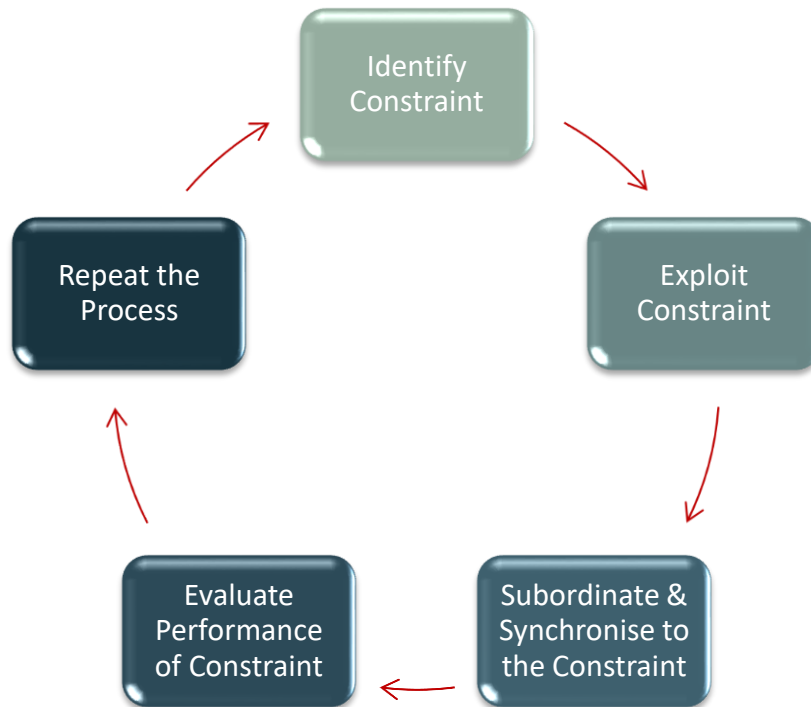 Identify
Constraint
Exploit
Constraint
Subordinate &
Synchronise to
the Constraint
Evaluate
Performance
of Constraint
Repeat the
Process